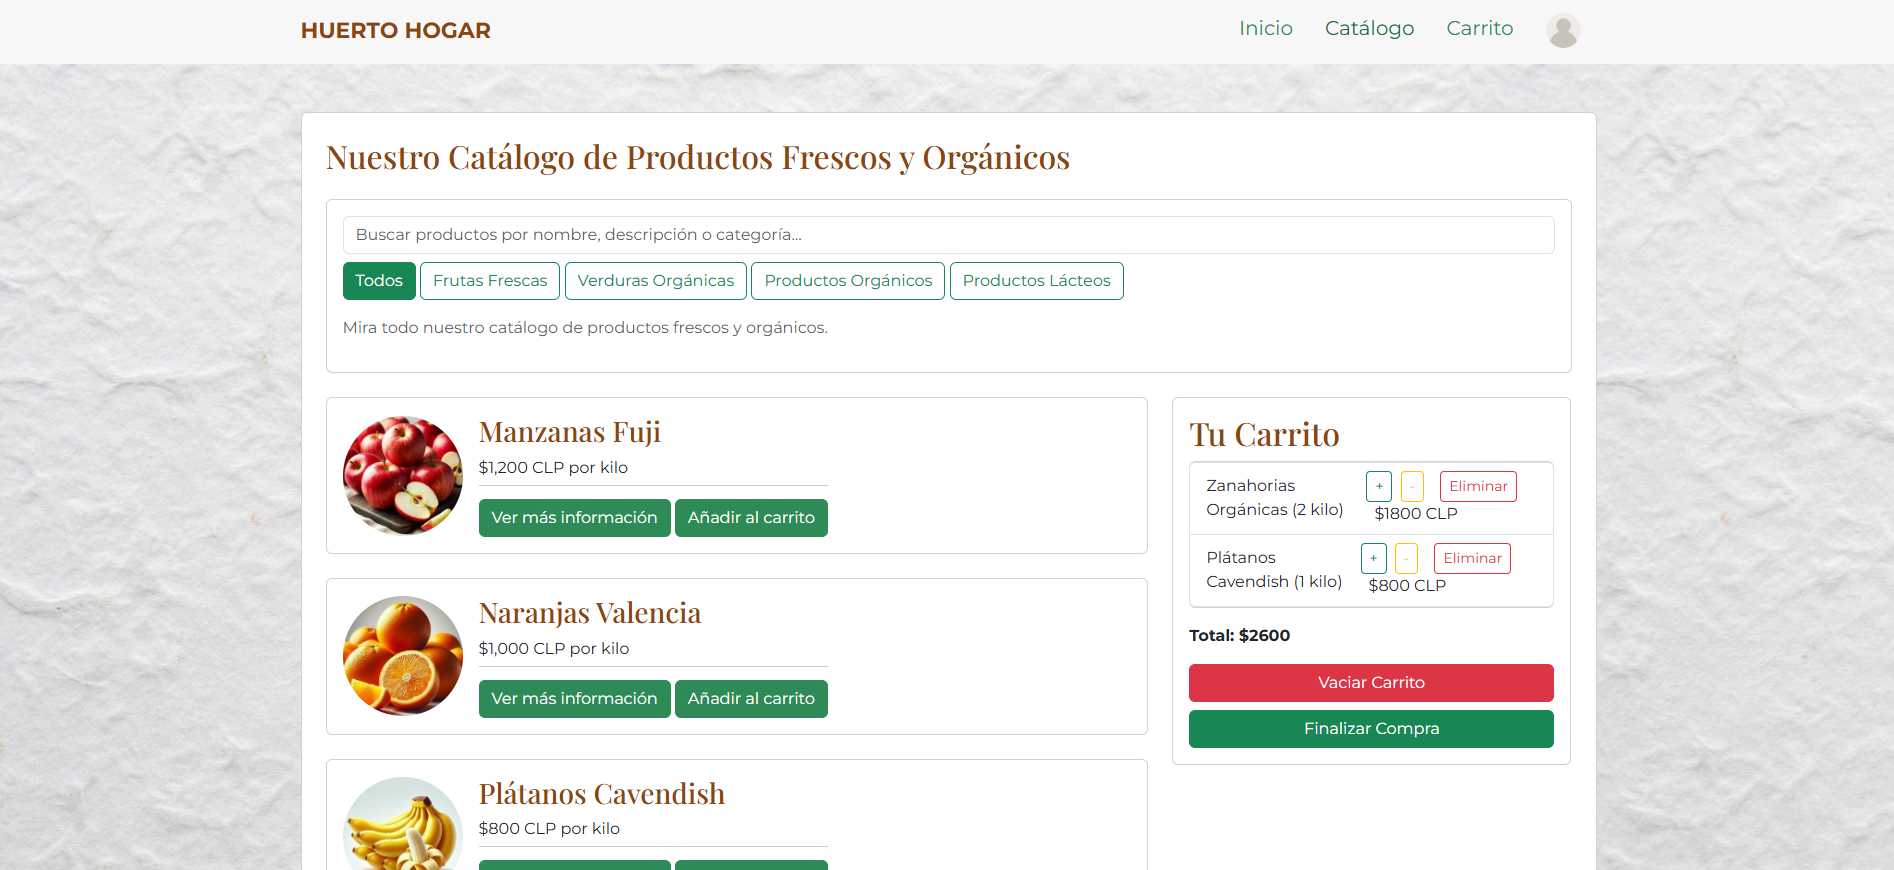 HUERTO HOGAR
Inicio
Catálogo
Carrito
Nuestro Catálogo de Productos Frescos y Orgánicos
Buscar productos por nombre, descripción o categoría...
Todos
Frutas Frescas
Verduras Orgánicas
Productos Orgánicos
Productos Lácteos
Mira todo nuestro catálogo de productos frescos y orgánicos.
Manzanas Fuji
$1,200 CLP por kilo
Ver más información
Añadir al carrito
Naranjas Valencia
$1,000 CLP por kilo
Ver más información
Añadir al carrito
Plátanos Cavendish
$800 CLP por kilo
Tu Carrito
Zanahorias
Orgánicas (2 kilo)
+
-
Eliminar
$1800 CLP
Plátanos
Cavendish (1 kilo)
+
-
Eliminar
$800 CLP
Total: $2600
Vaciar Carrito
Finalizar Compra